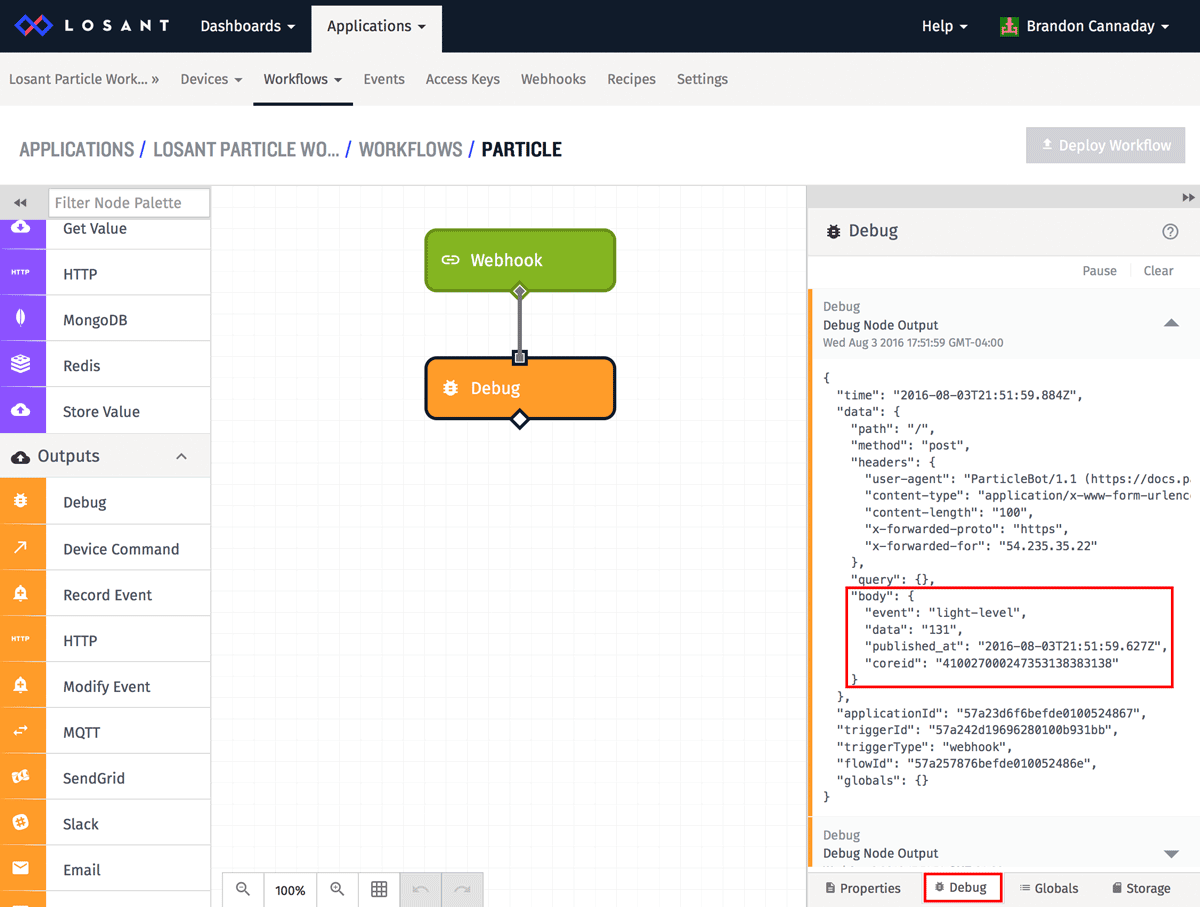 LOSANT
Dashboards
Applications
Help
Brandon Cannaday
Losant Particle Work... »
Devices
Workflows
Events
Access Keys
Webhooks
Recipes
Settings
APPLICATIONS / LOSANT PARTICLE WO... / WORKFLOWS / PARTICLE
Deploy Workflow
Filter Node Palette
Get Value
HTTP HTTP
MongoDB
Redis
Store Value
Outputs
Debug
Device Command
Record Event
HTTP HTTP
Modify Event
MQTT
SendGrid
Slack
Email
Webhook
Debug
100%
Debug
Pause
Clear
Debug
Debug Node Output
Wed Aug 3 2016 17:51:59 GMT-04:00
{
"time": "2016-08-03T21:51:59.884Z",
"data": {
"path": "/",
"method": "post",
"headers": {
"user-agent": "ParticleBot/1.1 (https://docs.p
"content-type": "application/x-www-form-urlenc
"content-length": "100",
"x-forwarded-proto": "https",
"x-forwarded-for": "54.235.35.22"
},
"query": {},
"body": {
"event": "light-level",
"data": "131",
"published_at": "2016-08-03T21:51:59.627Z",
"coreid": "410027000247353138383138"
}
},
"applicationId": "57a23d6f6befde0100524867",
"triggerId": "57a242d19696280100b931bb",
"triggerType": "webhook",
"flowId": "57a257876befde010052486e",
"globals": {}
}
Debug
Debug Node Output
Properties
Debug
Globals
Storage